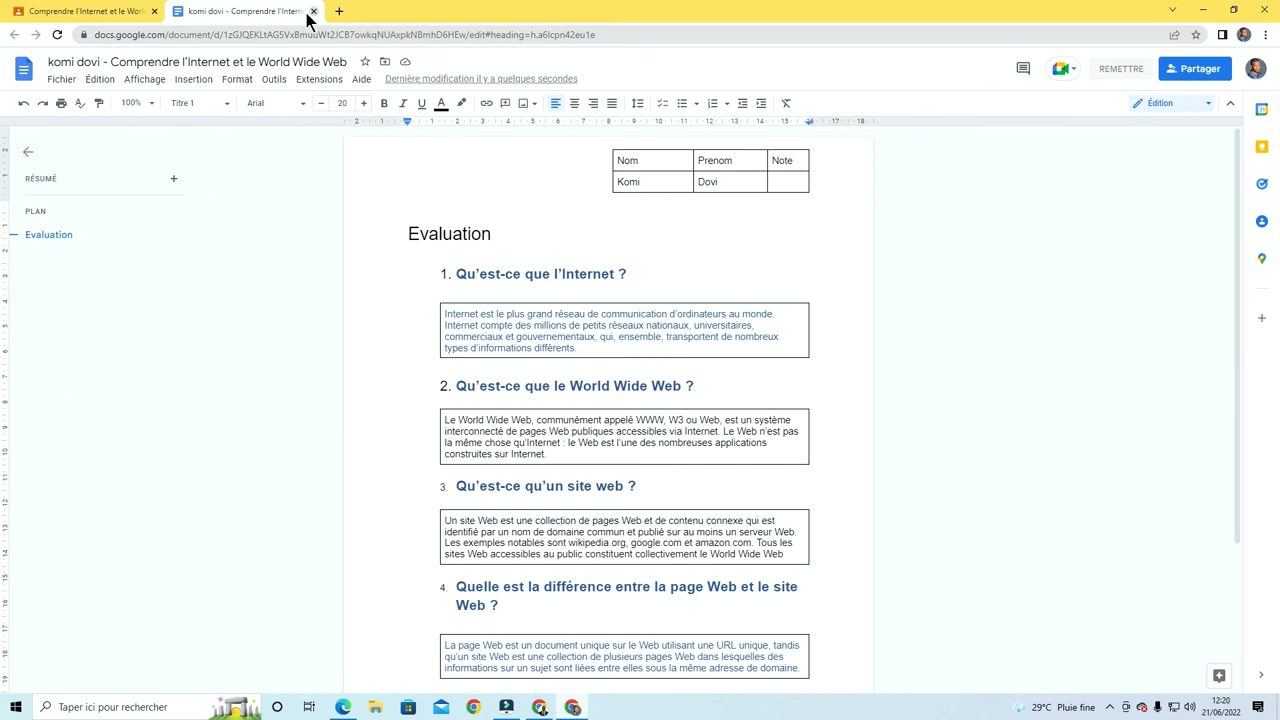 Comprendre l'Internet et le Worl
komi dovi - Comprendre l'Intern
docs.google.com/document/d/1zGJQEKLtAG5VxBmuuWt2JCB7owkqNUAxpkN8mhD6HEw/edit#heading=h.a6lcpn42eu1e
komi dovi - Comprendre l'Internet et le World Wide Web
Fichier Édition Affichage Insertion Format Outils Extensions Aide Dernière modification il y a quelques secondes
REMETTRE
Partager
100% Titre 1 Arial 20 Édition
RÉSUMÉ
PLAN
Evaluation
Nom Prenom Note
Komi Dovi
Evaluation
1. Qu'est-ce que l'Internet ?
Internet est le plus grand réseau de communication d'ordinateurs au monde.
Internet compte des millions de petits réseaux nationaux, universitaires,
commerciaux et gouvernementaux, qui, ensemble, transportent de nombreux
types d'informations différents.
2. Qu'est-ce que le World Wide Web ?
Le World Wide Web, communément appelé WWW, W3 ou Web, est un système
interconnecté de pages Web publiques accessibles via Internet. Le Web n'est pas
la même chose qu'Internet : le Web est l'une des nombreuses applications
construites sur Internet.
3. Qu'est-ce qu'un site web ?
Un site Web est une collection de pages Web et de contenu connexe qui est
identifié par un nom de domaine commun et publié sur au moins un serveur Web.
Les exemples notables sont wikipedia.org, google.com et amazon.com. Tous les
sites Web accessibles au public constituent collectivement le World Wide Web
4. Quelle est la différence entre la page Web et le site
Web ?
La page Web est un document unique sur le Web utilisant une URL unique, tandis
qu'un site Web est une collection de plusieurs pages Web dans lesquelles des
informations sur un sujet sont liées entre elles sous la même adresse de domaine.
Taper ici pour rechercher
29°C Pluie fine
12:20
21/06/2022